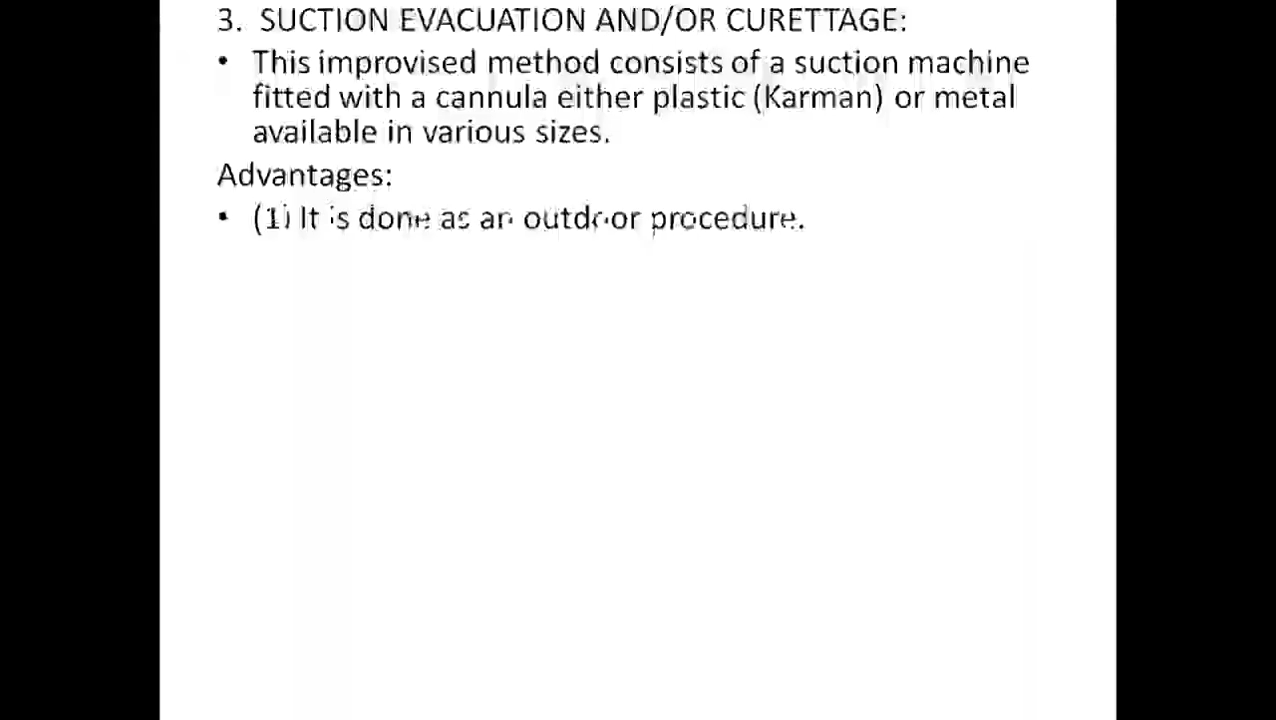 3. SUCTION EVACUATION AND/OR CURETTAGE:
• This improvised method consists of a suction machine
fitted with a cannula either plastic (Karman) or metal
available in various sizes.
Advantages:
• (1) It is done as an outdoor procedure.